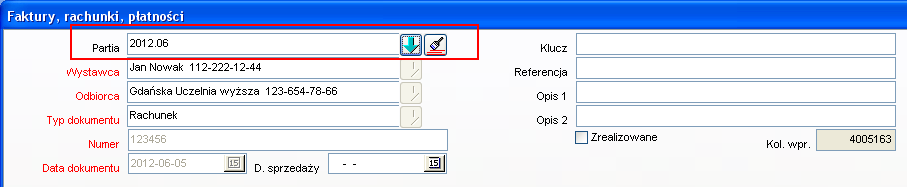 Faktury, rachunki, płatności
Partia 2012.06
Wystawca Jan Nowak 112-222-12-44
Odbiorca Gdańska Uczelnia wyższa 123-654-78-66
Typ dokumentu Rachunek
Numer 123456
Data dokumentu 2012-06-05 15 D. sprzedaży - - 15
Klucz
Referencja
Opis 1
Opis 2
Zrealizowane Kol. wpr. 4005163